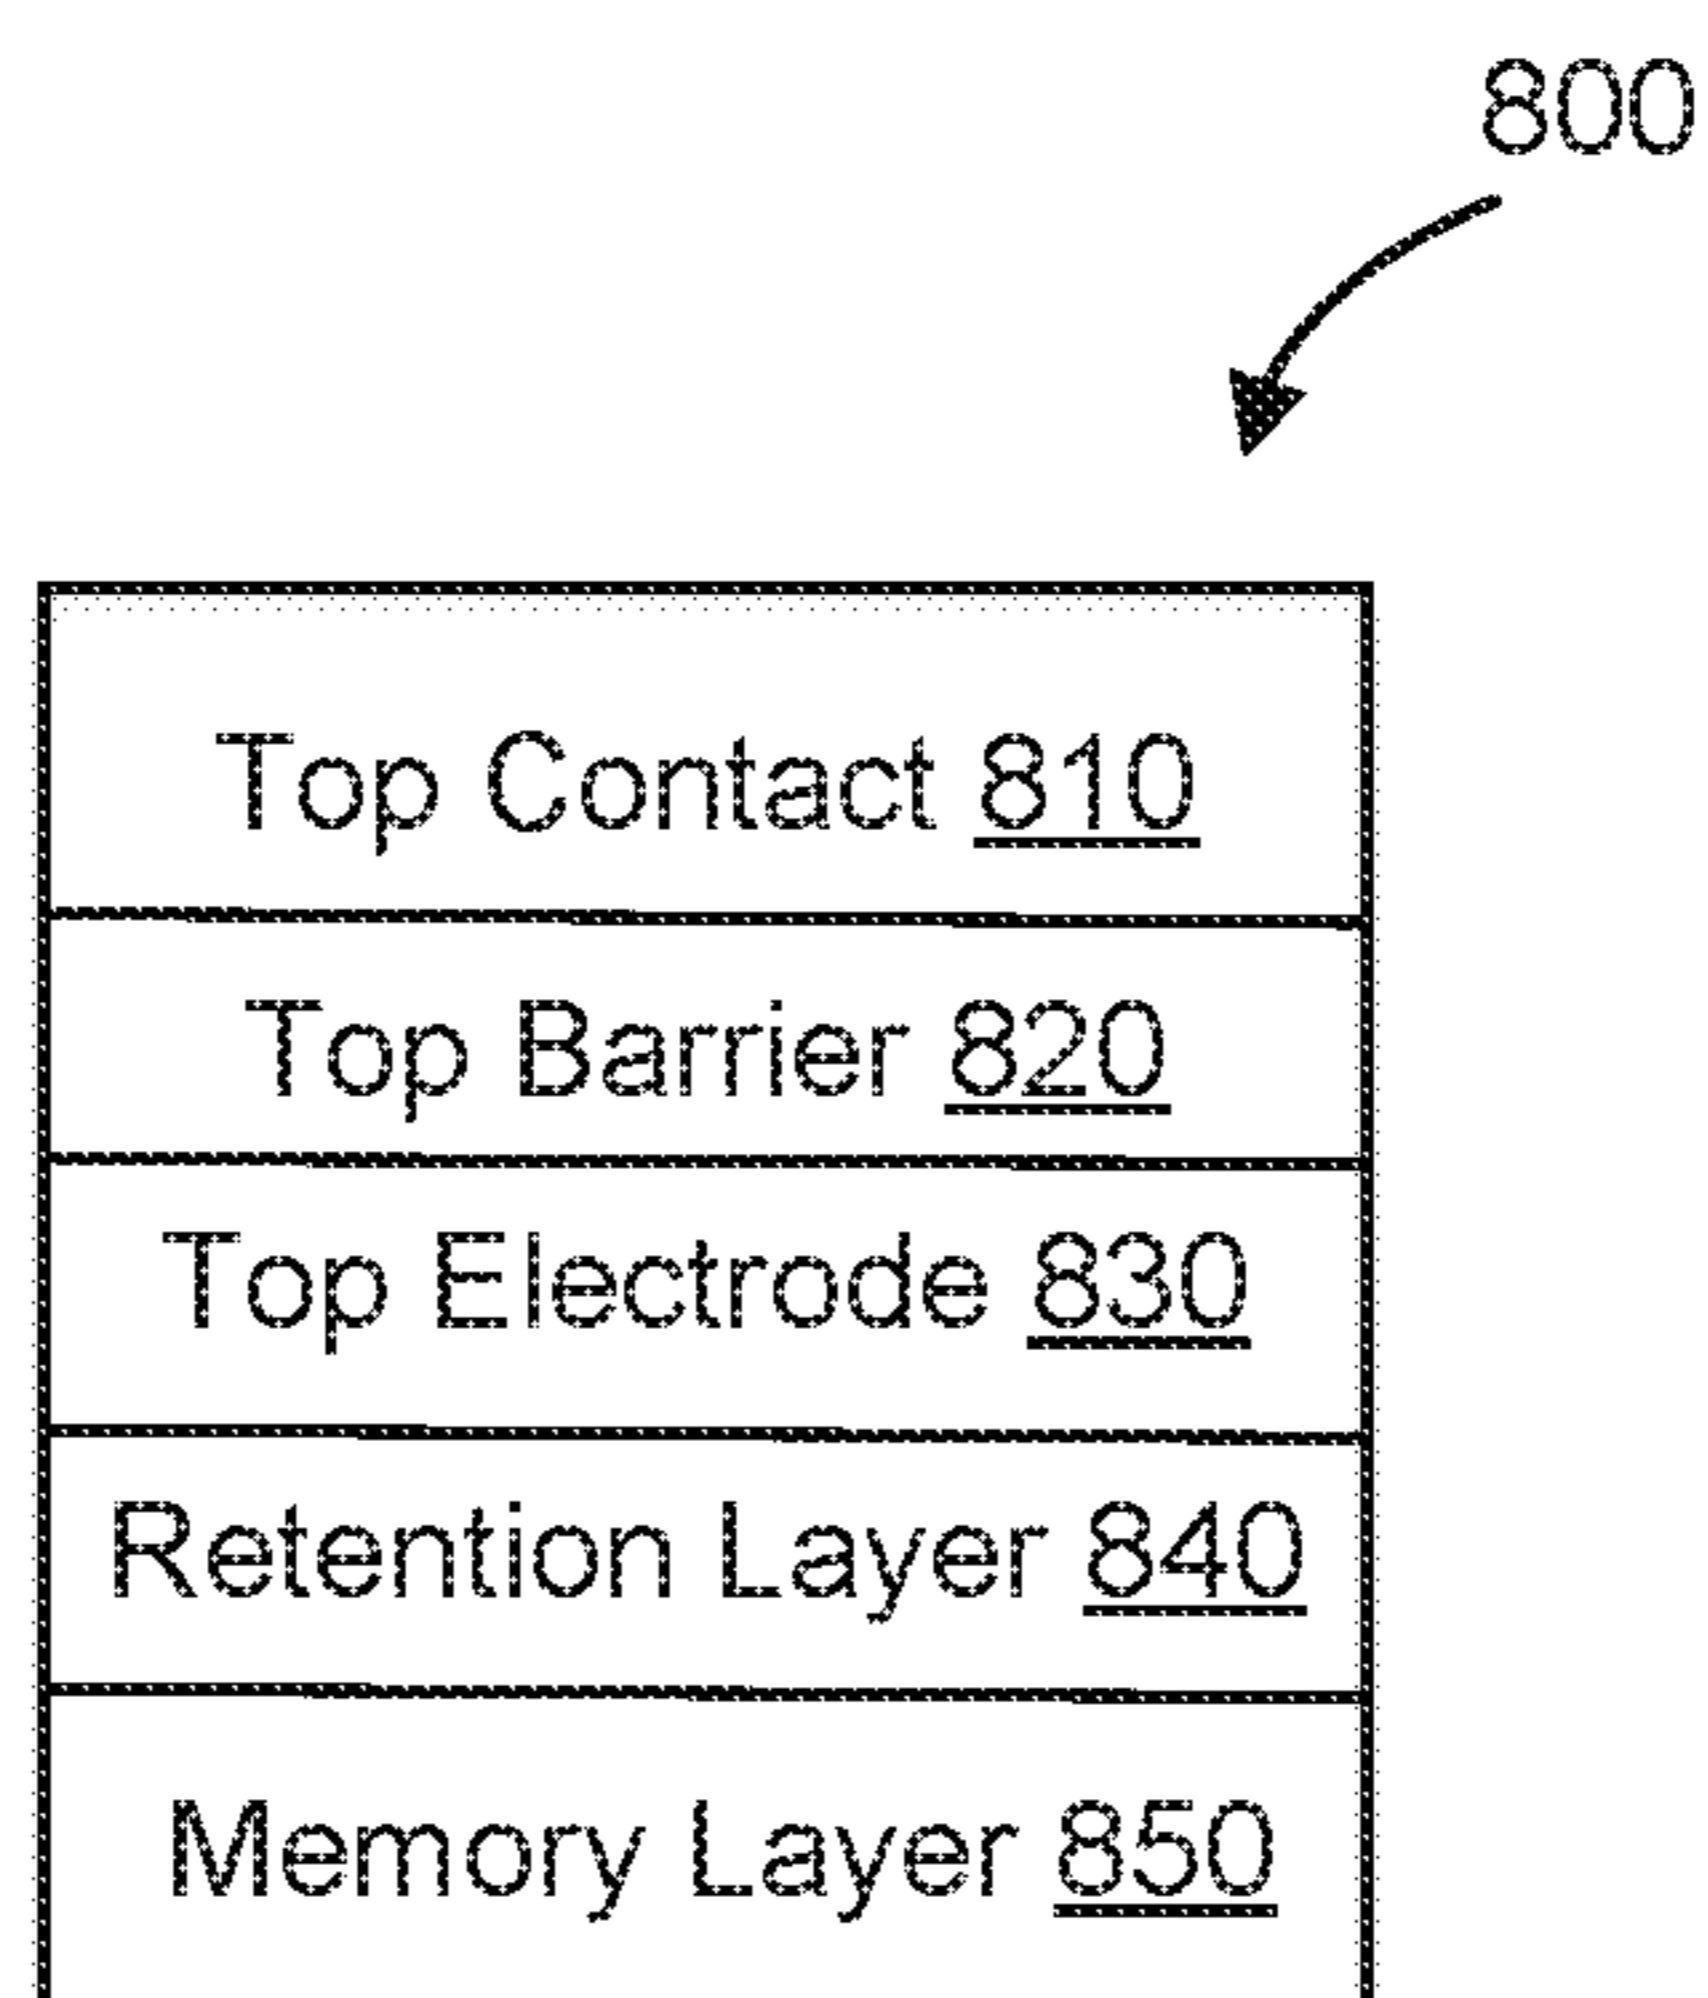 800
Top Contact 810
Top Barrier 820
Top Electrode 830
Retention Layer 840
Memory Layer 850